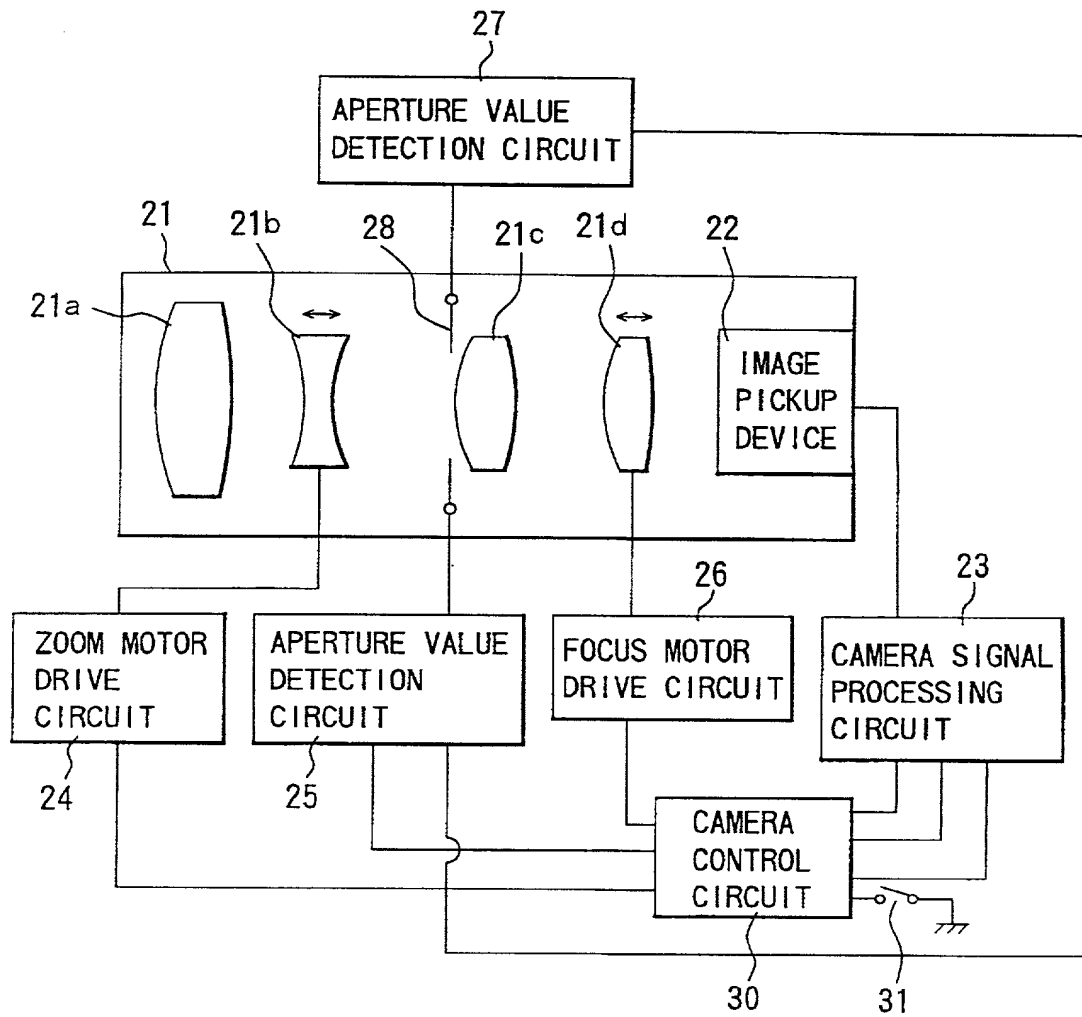 27
APERTURE VALUE
DETECTION CIRCUIT
21
21b
28
21c
21d
22
21a
IMAGE
PICKUP
DEVICE
26
23
ZOOM MOTOR
DRIVE
CIRCUIT
APERTURE VALUE
DETECTION
CIRCUIT
FOCUS MOTOR
DRIVE CIRCUIT
CAMERA SIGNAL
PROCESSING
CIRCUIT
24
25
CAMERA
CONTROL
CIRCUIT
30
31